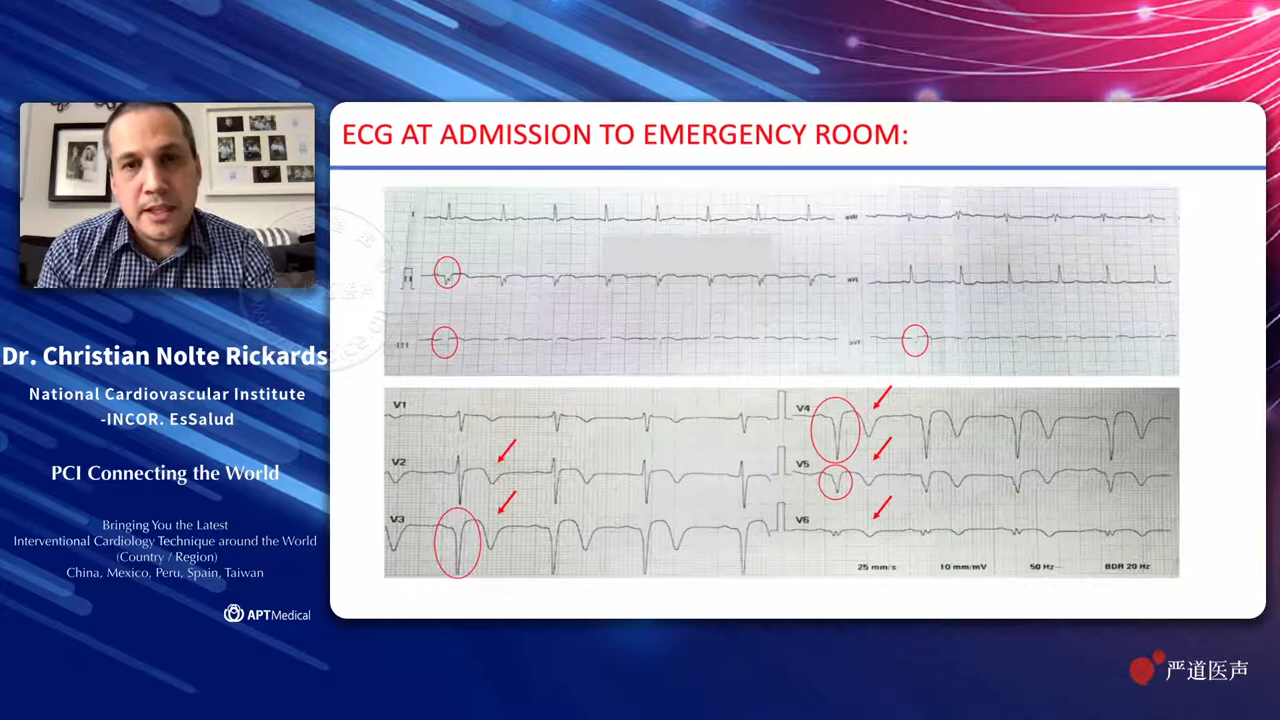 ECG AT ADMISSION TO EMERGENCY ROOM:
I
aVR
II
aVL
III
aVF
V1
V4
V2
V5
V3
V6
25 mm/s 10 mm/mV 50 Hz BDR 20 Hz
Dr. Christian Nolte Rickards
National Cardiovascular Institute
-INCOR. EsSalud
PCI Connecting the World
Bringing You the Latest
Interventional Cardiology Technique around the World
(Country / Region)
China, Mexico, Peru, Spain, Taiwan
APTMedical
严道医声